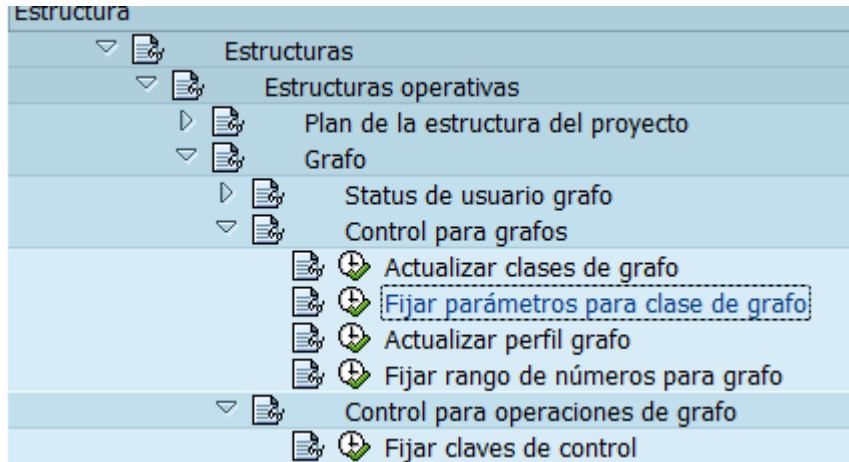 Estructura
Estructuras
Estructuras operativas
Plan de la estructura del proyecto
Grafo
Status de usuario grafo
Control para grafos
Actualizar clases de grafo
Fijar parámetros para clase de grafo
Actualizar perfil grafo
Fijar rango de números para grafo
Control para operaciones de grafo
Fijar claves de control